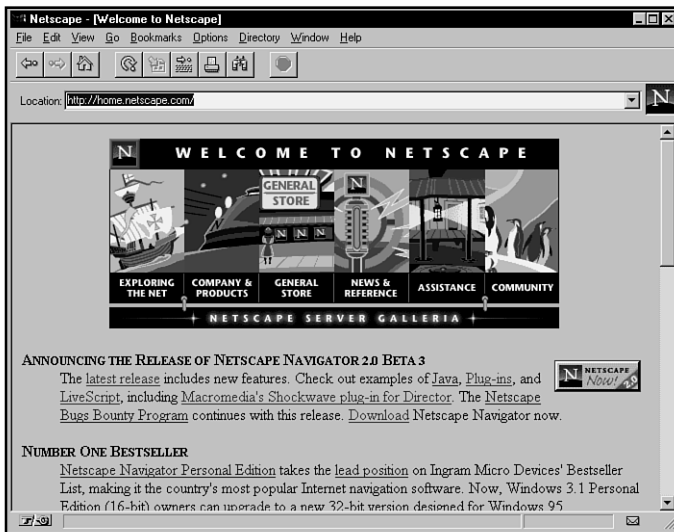 Netscape - [Welcome to Netscape]
File Edit View Go Bookmarks Options Directory Window Help
Location: http://home.netscape.com/
N
N WELCOME TO NETSCAPE
GENERAL
STORE
N
N N N
EXPLORING THE NET COMPANY & PRODUCTS GENERAL STORE NEWS & REFERENCE ASSISTANCE COMMUNITY
NETSCAPE SERVER GALLERIA
ANNOUNCING THE RELEASE OF NETSCAPE NAVIGATOR 2.0 BETA 3
The latest release includes new features. Check out examples of Java, Plug-ins, and
LiveScript, including Macromedia's Shockwave plug-in for Director. The Netscape
Bugs Bounty Program continues with this release. Download Netscape Navigator now.
N NETSCAPE
Now! 2.0
NUMBER ONE BESTSELLER
Netscape Navigator Personal Edition takes the lead position on Ingram Micro Devices' Bestseller
List, making it the country's most popular Internet navigation software. Now, Windows 3.1 Personal
Edition (16-bit) owners can upgrade to a new 32-bit version designed for Windows 95